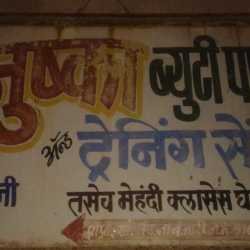 नुष्का ब्युटी पा
ॲन्ड ट्रेनिंग सें
जी
तसेच मेहंदी क्लासेस घे